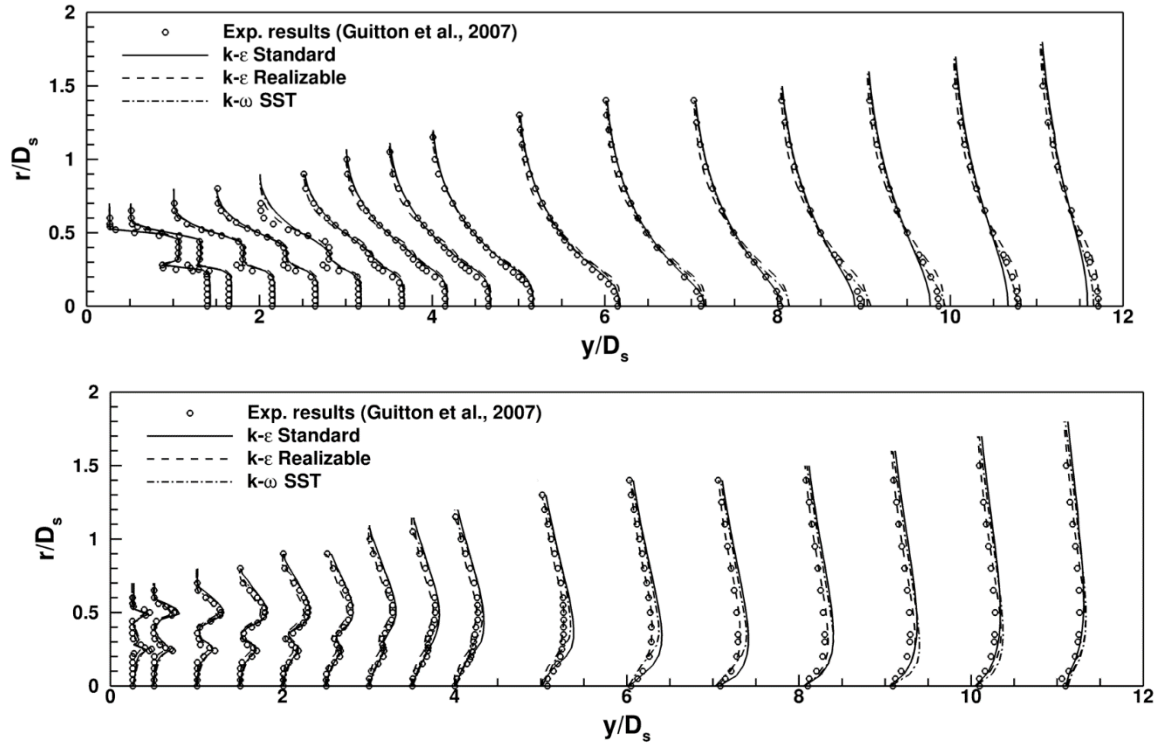 2
Exp. results (Guitton et al., 2007)
k-ε Standard
1.5
k-ε Realizable
k-ω SST
r/Ds
1
0.5
0
0 2 4 6 8 10 12
y/Ds
2
Exp. results (Guitton et al., 2007)
k-ε Standard
1.5
k-ε Realizable
k-ω SST
r/Ds
1
0.5
0
0 2 4 6 8 10 12
y/Ds